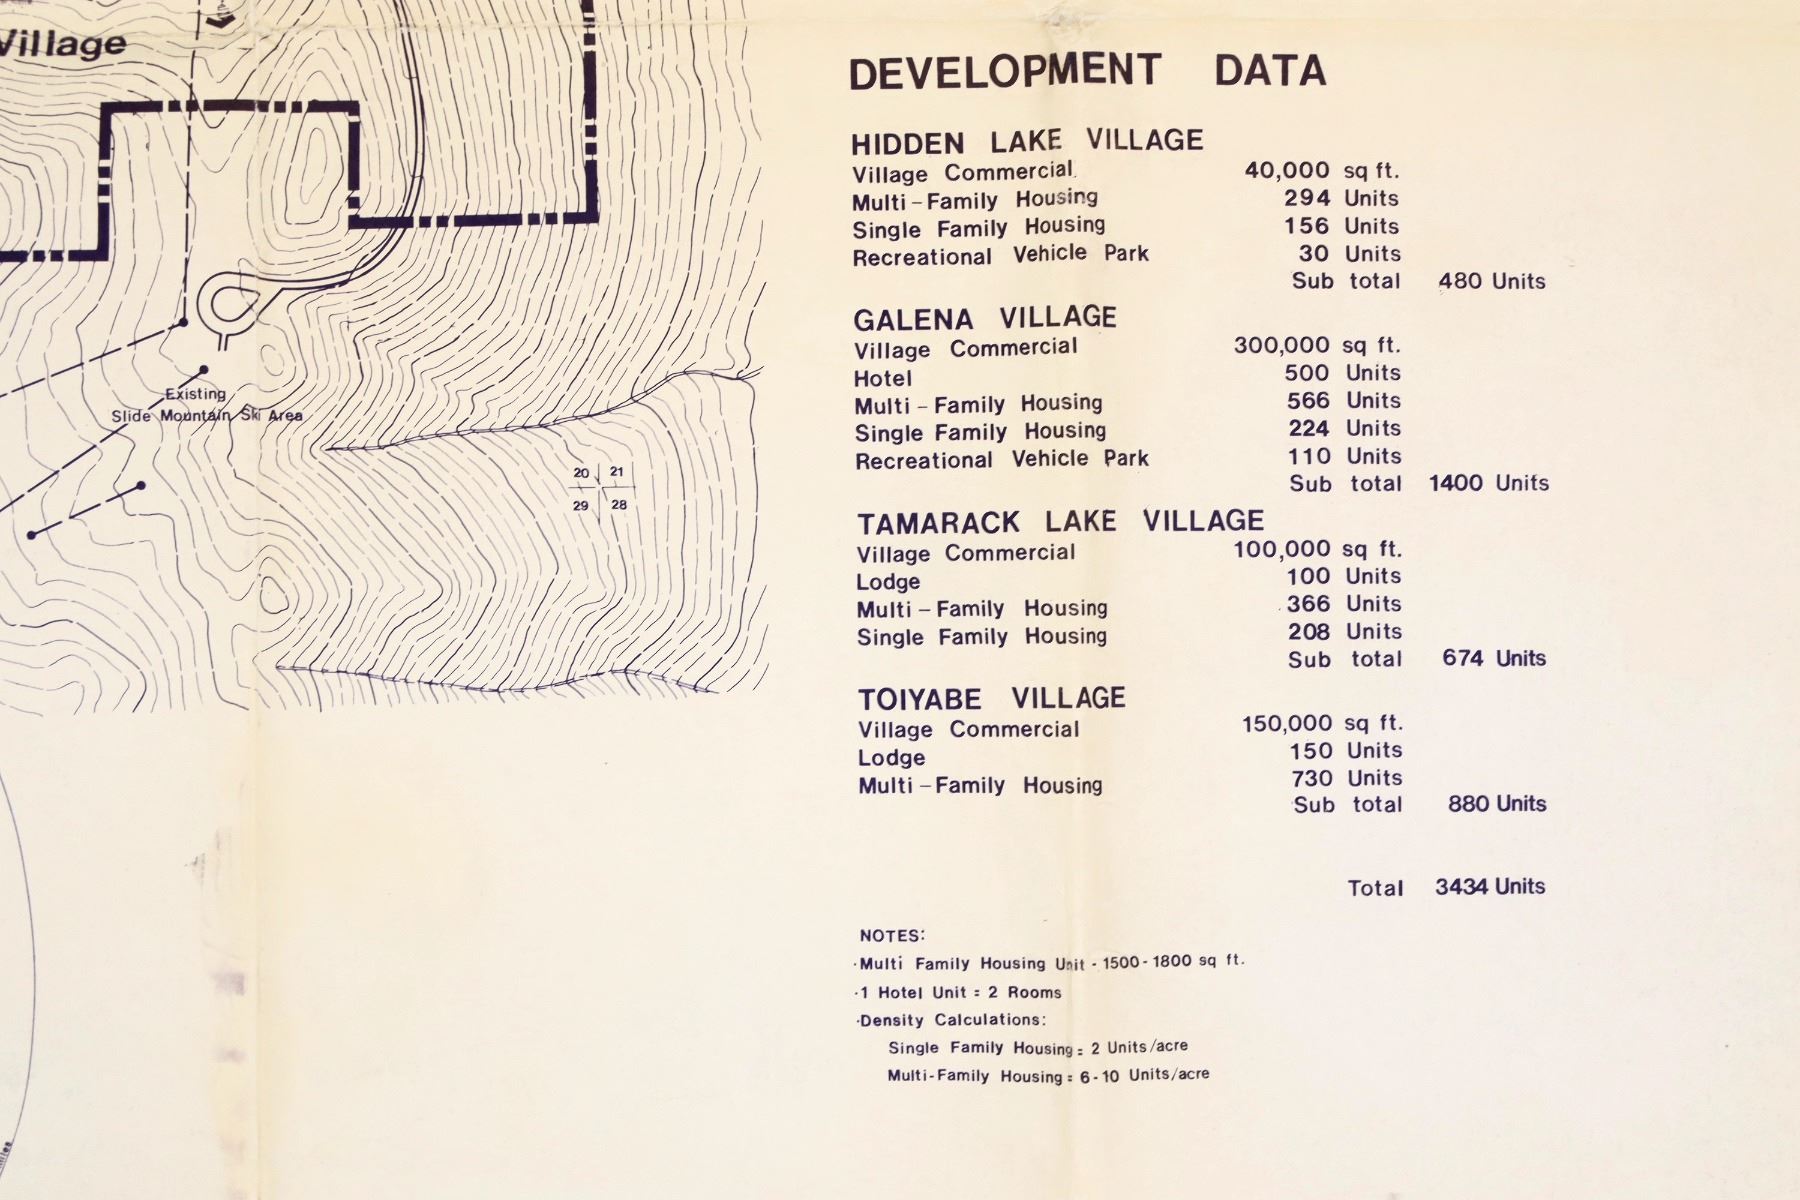 Village
Existing
Slide Mountain Ski Area
20 21
29 28
DEVELOPMENT DATA
HIDDEN LAKE VILLAGE
Village Commercial 40,000 sq ft.
Multi-Family Housing 294 Units
Single Family Housing 156 Units
Recreational Vehicle Park 30 Units
Sub total 480 Units
GALENA VILLAGE
Village Commercial 300,000 sq ft.
Hotel 500 Units
Multi-Family Housing 566 Units
Single Family Housing 224 Units
Recreational Vehicle Park 110 Units
Sub total 1400 Units
TAMARACK LAKE VILLAGE
Village Commercial 100,000 sq ft.
Lodge 100 Units
Multi-Family Housing 366 Units
Single Family Housing 208 Units
Sub total 674 Units
TOIYABE VILLAGE
Village Commercial 150,000 sq ft.
Lodge 150 Units
Multi-Family Housing 730 Units
Sub total 880 Units
Total 3434 Units
NOTES:
·Multi Family Housing Unit - 1500-1800 sq ft.
·1 Hotel Unit = 2 Rooms
·Density Calculations:
Single Family Housing = 2 Units/acre
Multi-Family Housing = 6-10 Units/acre